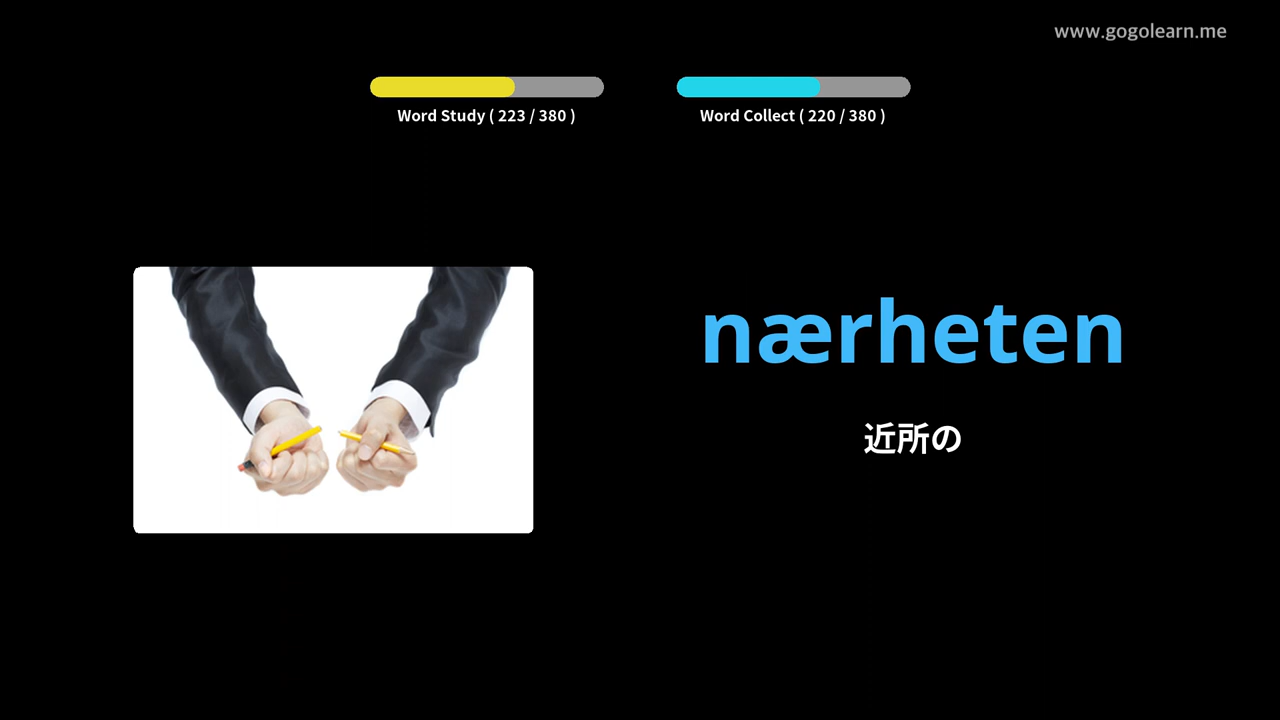 www.gogolearn.me
Word Study ( 223 / 380 )
Word Collect ( 220 / 380 )
nærheten
近所の